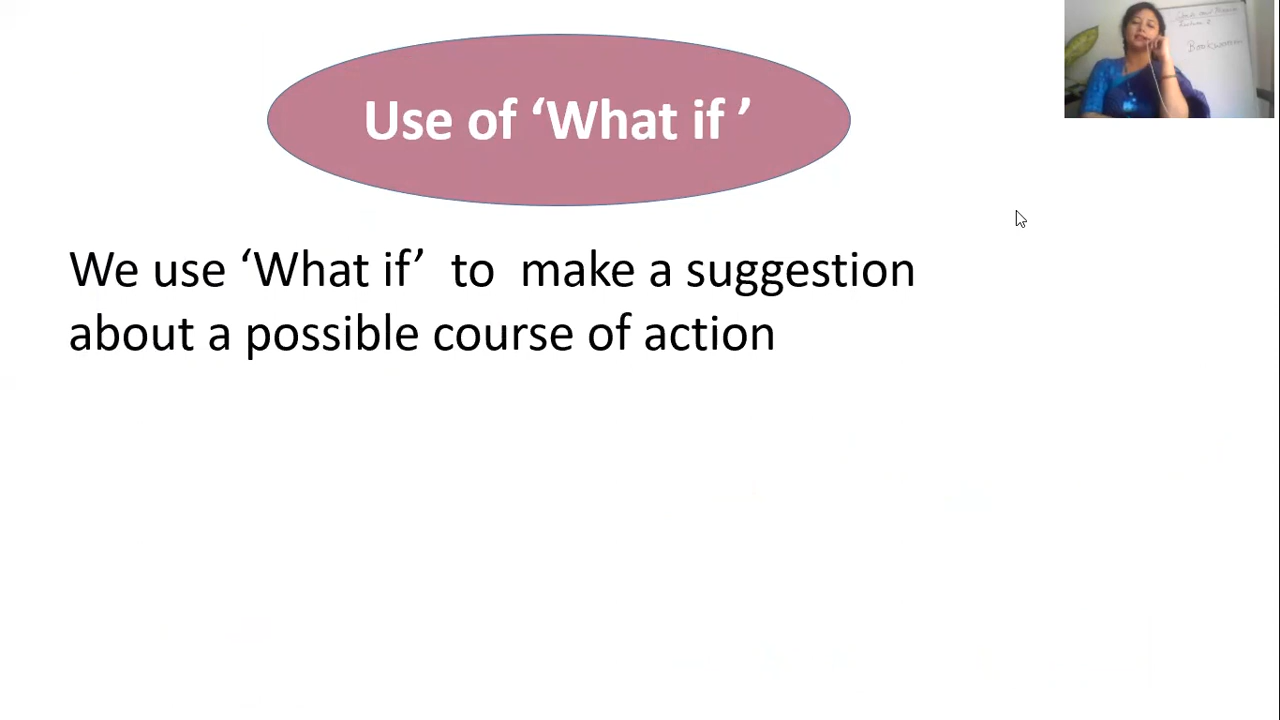 Use of ‘What if ’
We use ‘What if’ to make a suggestion
about a possible course of action